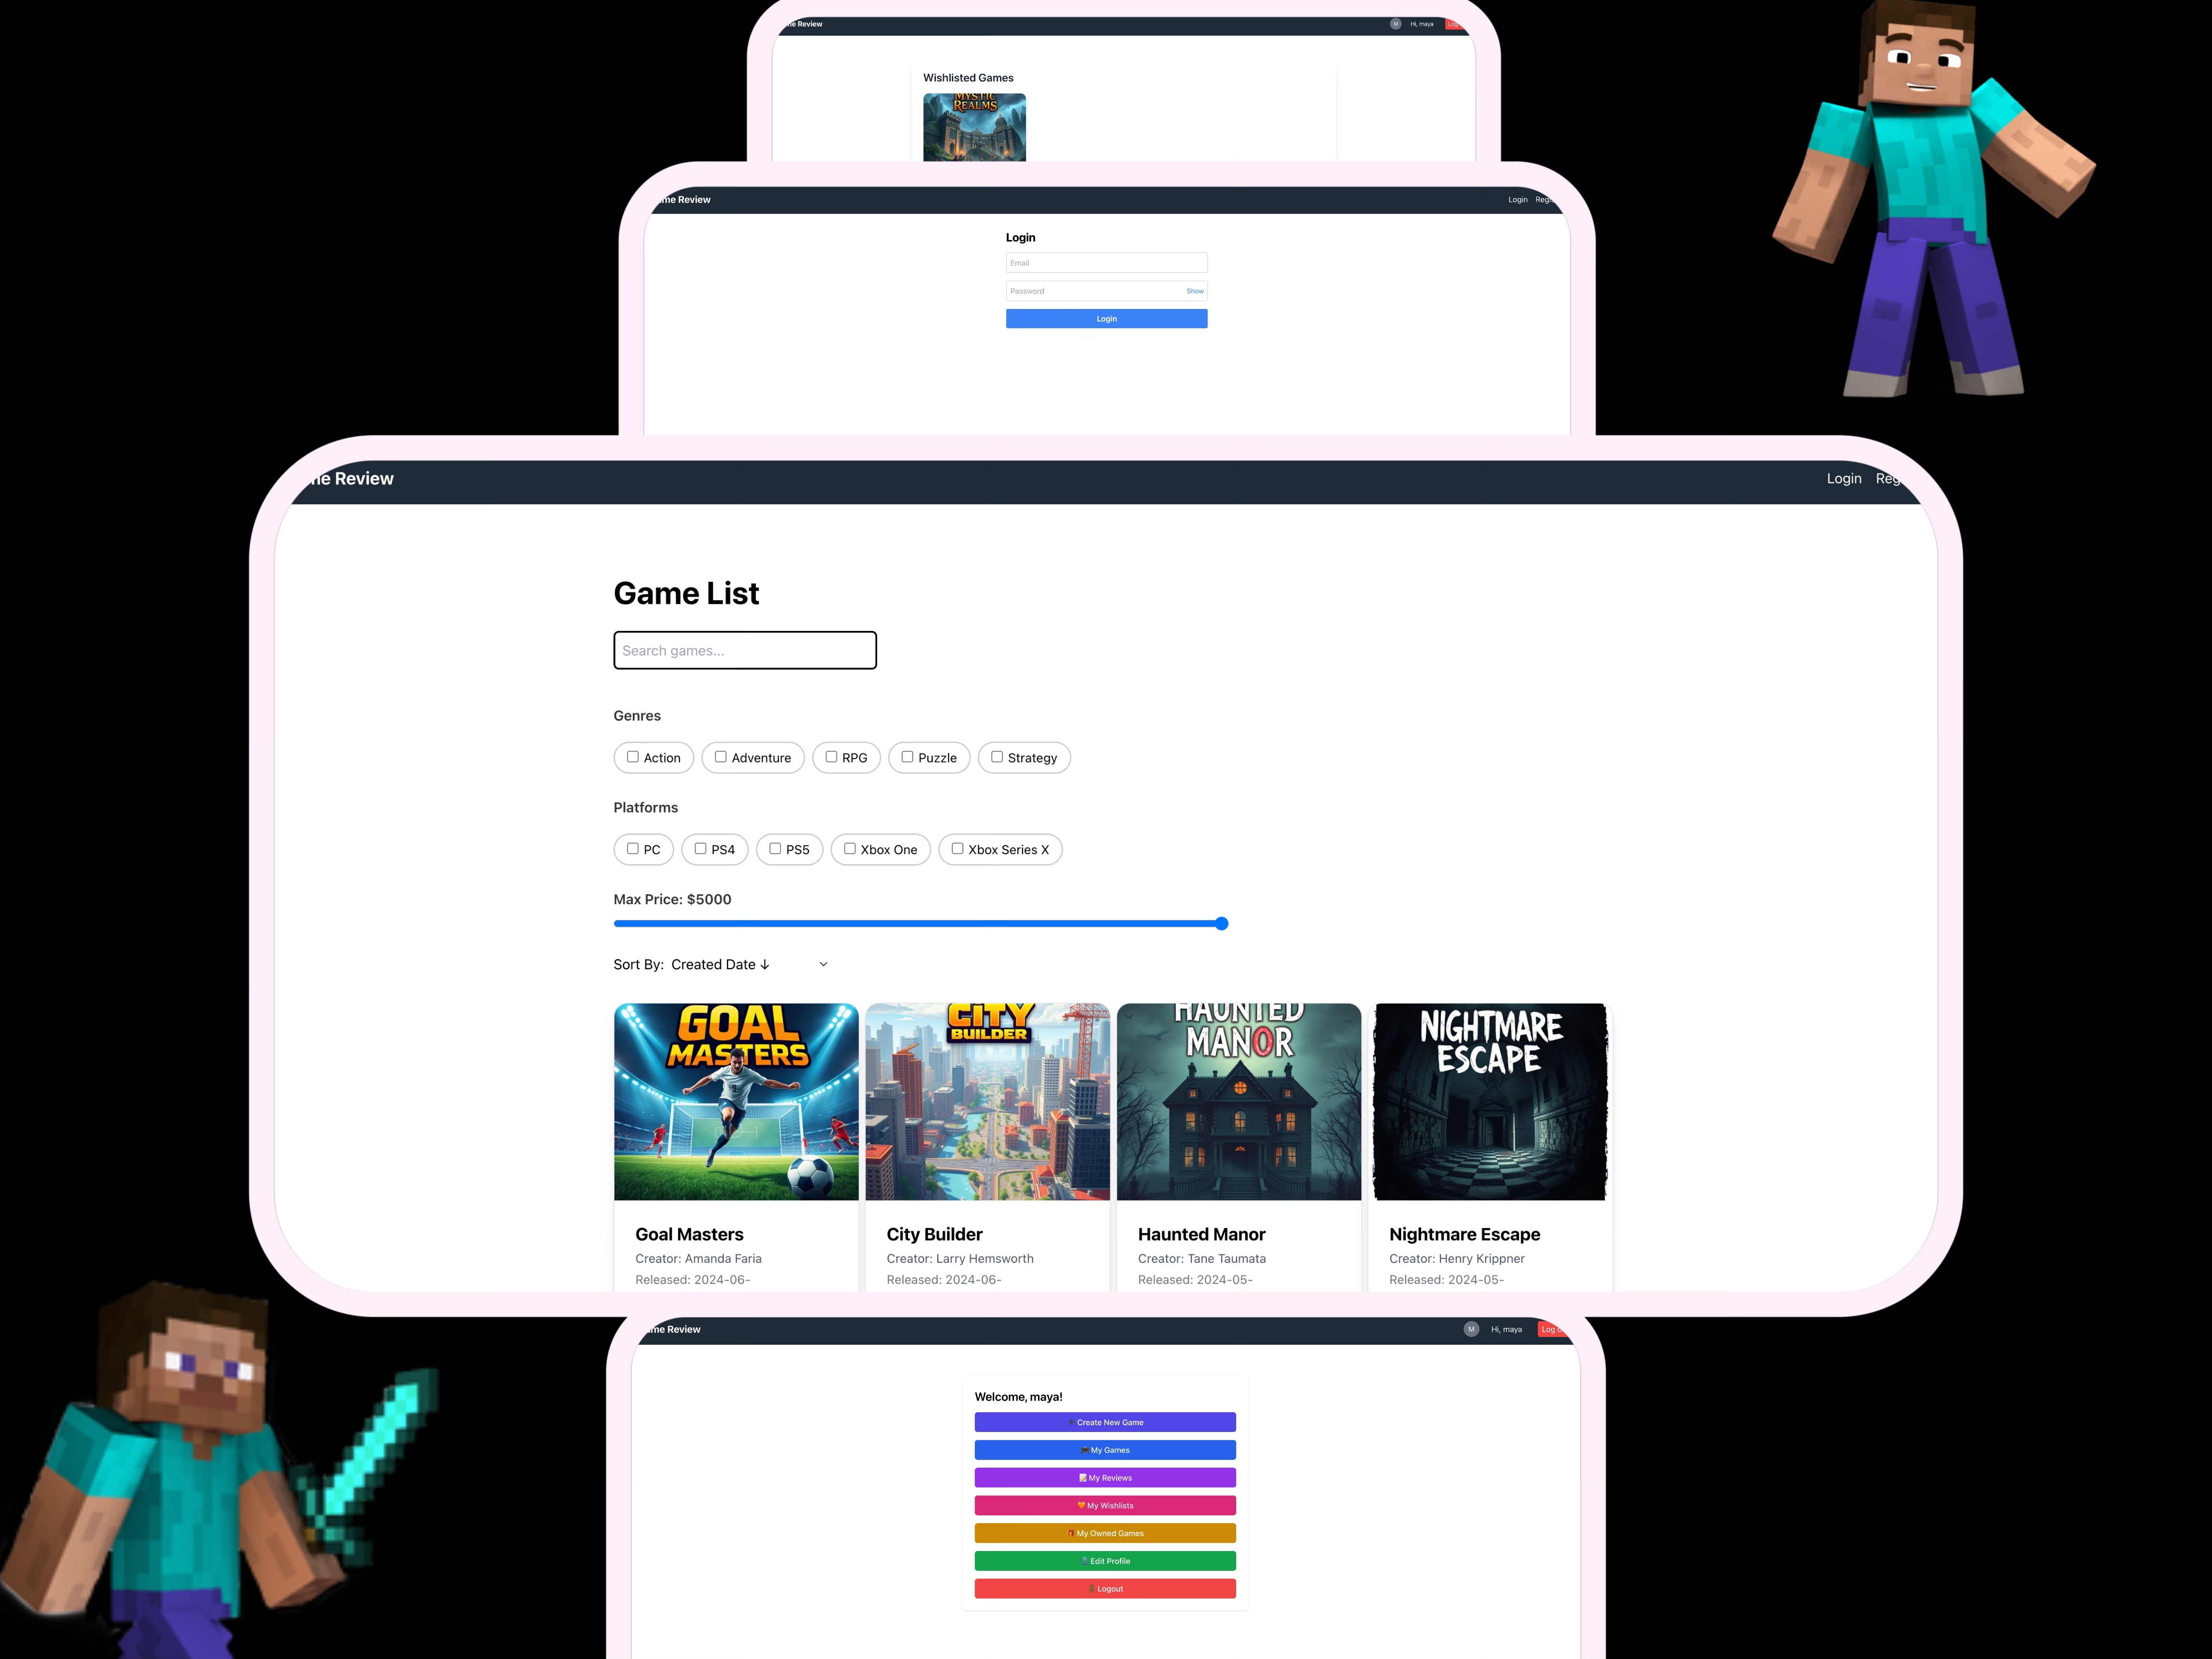 me Review
M Hi, maya Log
Wishlisted Games
MYSTIC
REALMS
me Review
Login Reg
Login
Email
Password Show
Login
me Review
Login Reg
Game List
Search games...
Genres
Action Adventure RPG Puzzle Strategy
Platforms
PC PS4 PS5 Xbox One Xbox Series X
Max Price: $5000
Sort By: Created Date ↓
GOAL
MASTERS
CITY
BUILDER
HAUNTED
MANOR
NIGHTMARE
ESCAPE
Goal Masters
Creator: Amanda Faria
Released: 2024-06-
City Builder
Creator: Larry Hemsworth
Released: 2024-06-
Haunted Manor
Creator: Tane Taumata
Released: 2024-05-
Nightmare Escape
Creator: Henry Krippner
Released: 2024-05-
me Review
M Hi, maya Log
Welcome, maya!
Create New Game
My Games
My Reviews
My Wishlists
My Owned Games
Edit Profile
Logout